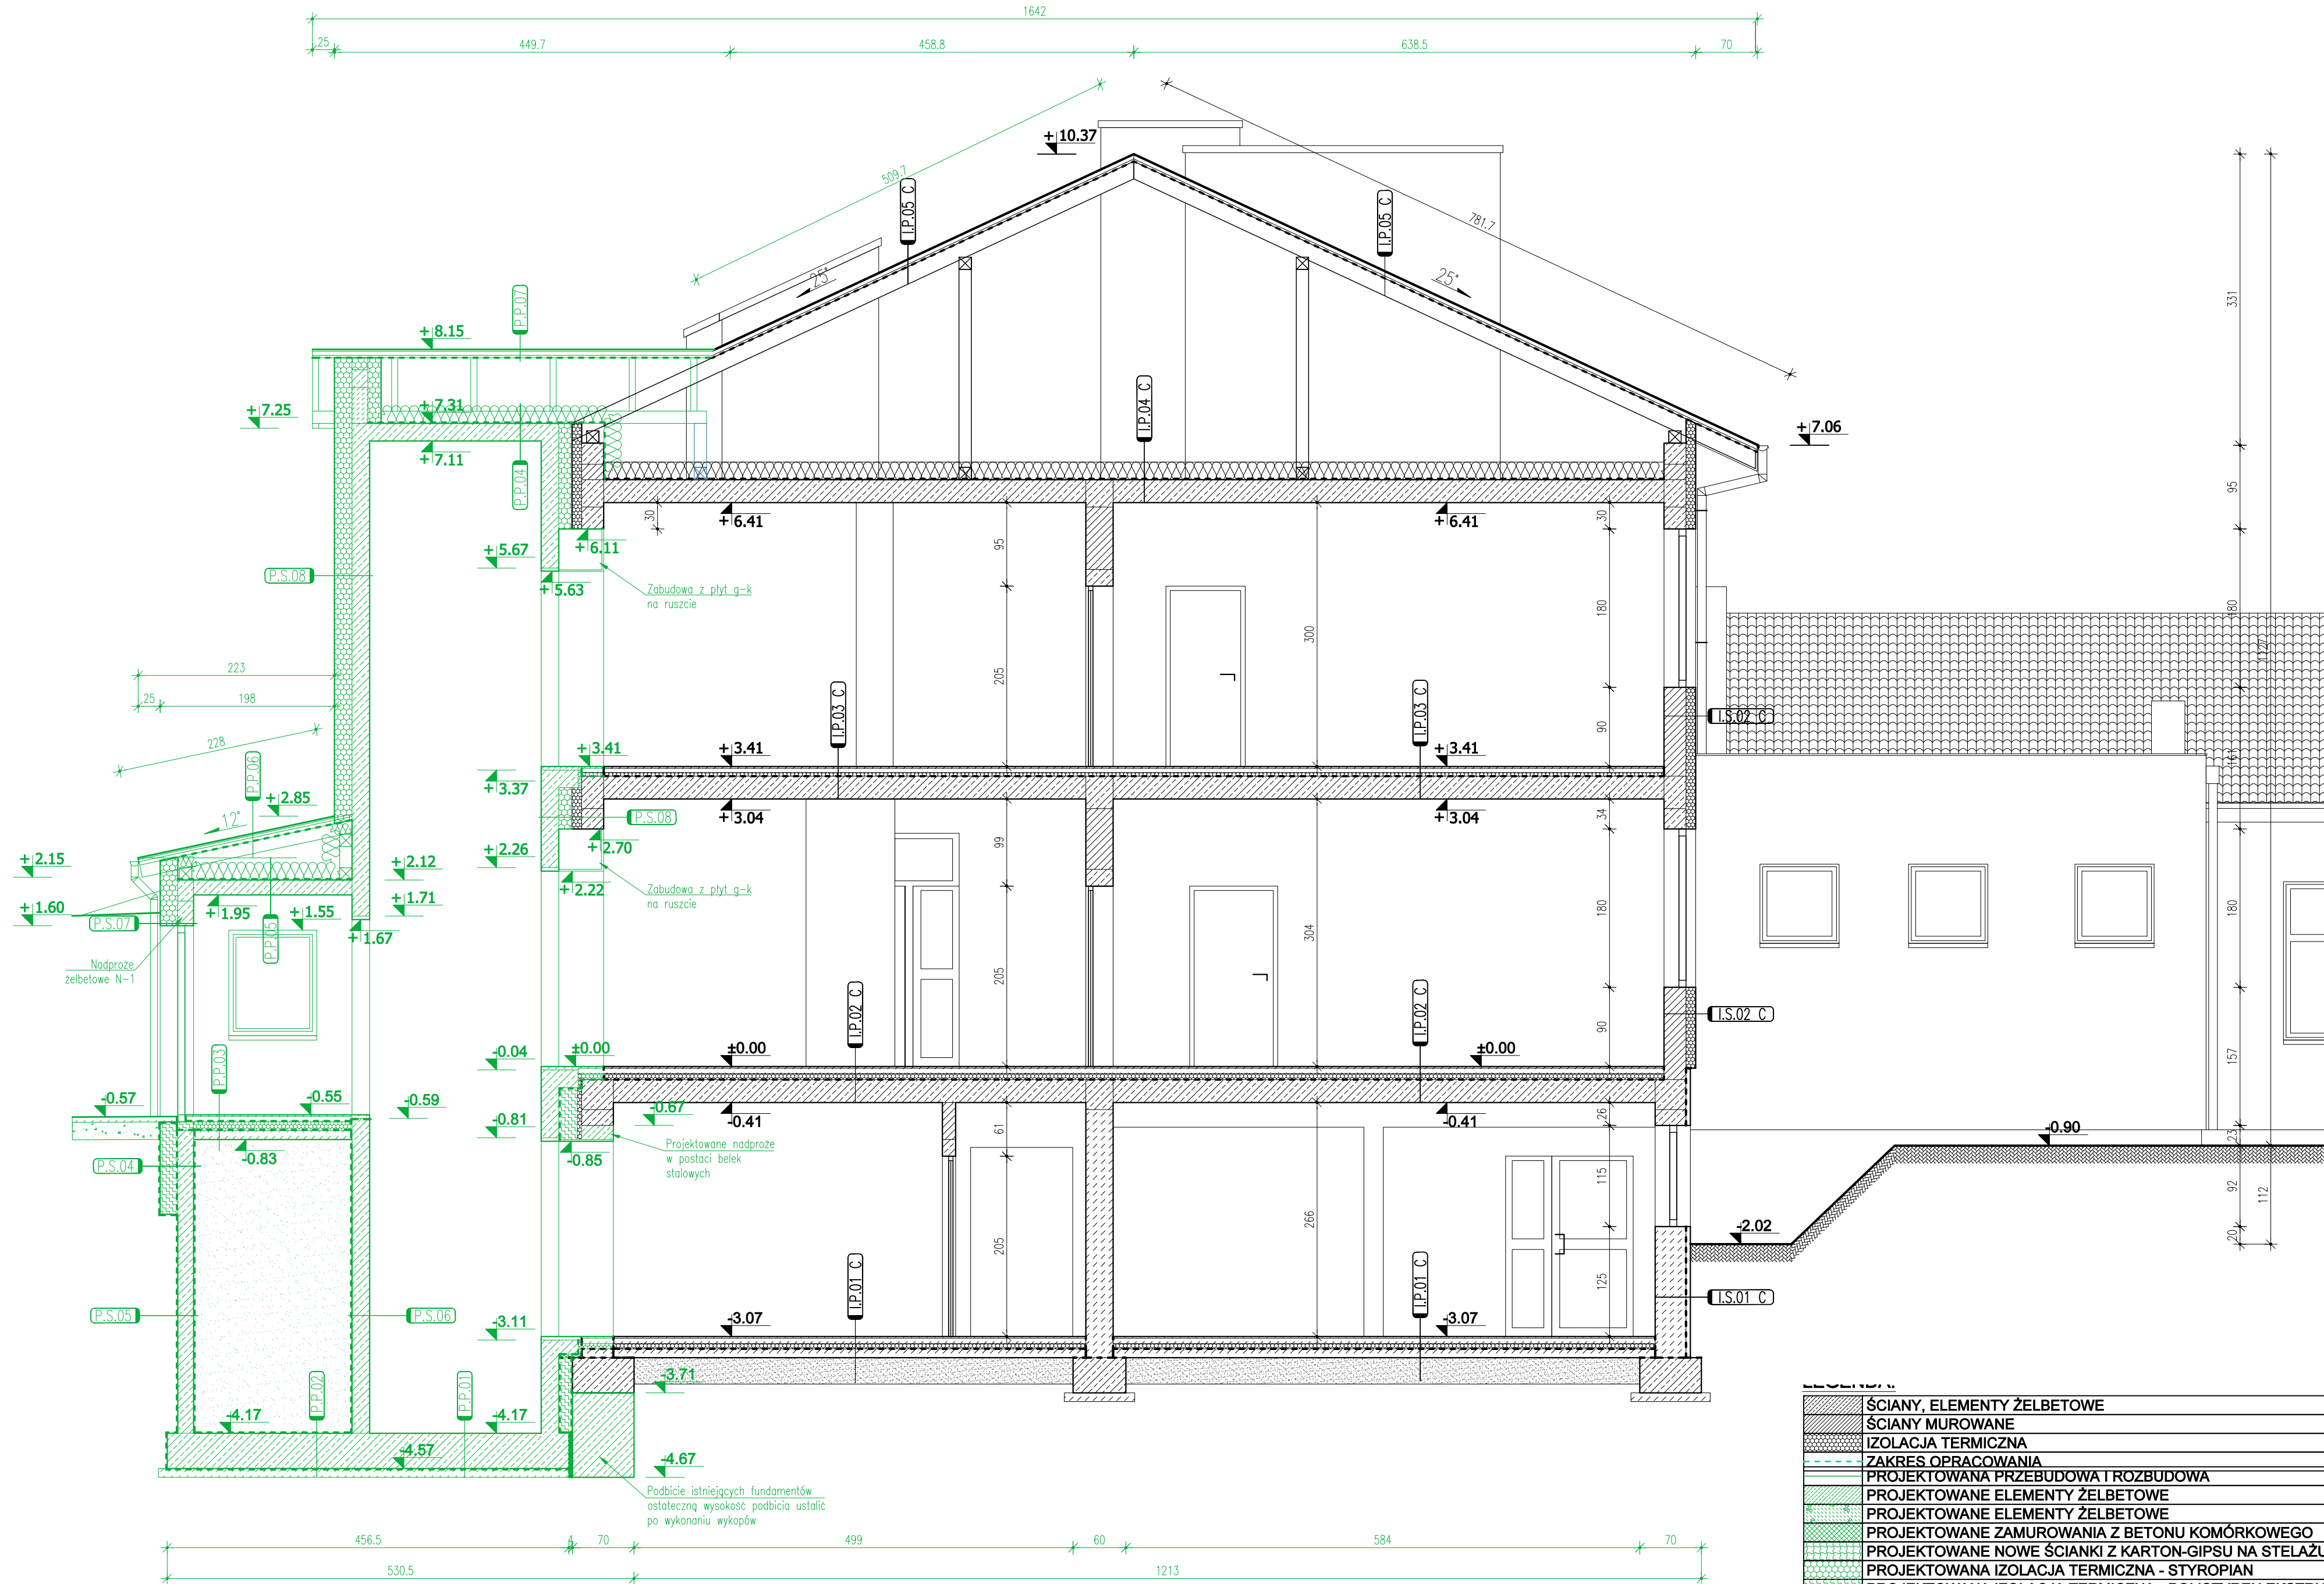 1642
25
449.7
458.8
638.5
70
+10.37
509.7
I.P.05 C
I.P.05 C
781.7
25°
25°
P.P.07
+8.15
331
I.P.04 C
+7.25
+7.31
+7.06
+7.11
P.P.04
95
30
+6.41
+6.41
30
+6.11
+5.67
95
P.S.08
+5.63
Zabudowa z płyt g-k
na ruszcie
180
300
180
1127
223
205
25
198
I.P.03 C
I.P.03 C
I.S.02 C
90
228
+3.41
+3.41
+3.41
161
P.P.06
+3.37
+2.85
12°
P.S.08
+3.04
+3.04
34
+2.15
+2.12
+2.26
+2.70
99
Zabudowa z płyt g-k
na ruszcie
+2.22
+1.60
P.S.07
+1.95
+1.55
+1.71
+1.67
P.P.05
304
180
180
Nadproże
żelbetowe N-1
205
I.P.02 C
I.P.02 C
I.S.02 C
90
-0.04
±0.00
±0.00
±0.00
157
P.P.03
-0.57
-0.55
-0.59
-0.81
-0.67
-0.41
-0.41
26
-0.90
23
61
-0.83
-0.85
Projektowane nadproże
w postaci belek
stalowych
P.S.04
115
92
112
266
205
-2.02
20
125
I.P.01 C
I.P.01 C
I.S.01 C
P.S.05
P.S.06
-3.11
-3.07
-3.07
P.P.02
P.P.01
-3.71
-4.17
-4.17
-4.57
-4.67
Podbicie istniejących fundamentów
ostateczną wysokość podbicia ustalić
po wykonaniu wykopów
LEGENDA:
ŚCIANY, ELEMENTY ŻELBETOWE
ŚCIANY MUROWANE
IZOLACJA TERMICZNA
ZAKRES OPRACOWANIA
PROJEKTOWANA PRZEBUDOWA I ROZBUDOWA
PROJEKTOWANE ELEMENTY ŻELBETOWE
PROJEKTOWANE ELEMENTY ŻELBETOWE
PROJEKTOWANE ZAMUROWANIA Z BETONU KOMÓRKOWEGO
PROJEKTOWANE NOWE ŚCIANKI Z KARTON-GIPSU NA STELAŻU
PROJEKTOWANA IZOLACJA TERMICZNA - STYROPIAN
456.5
4
70
499
60
584
70
530.5
1213